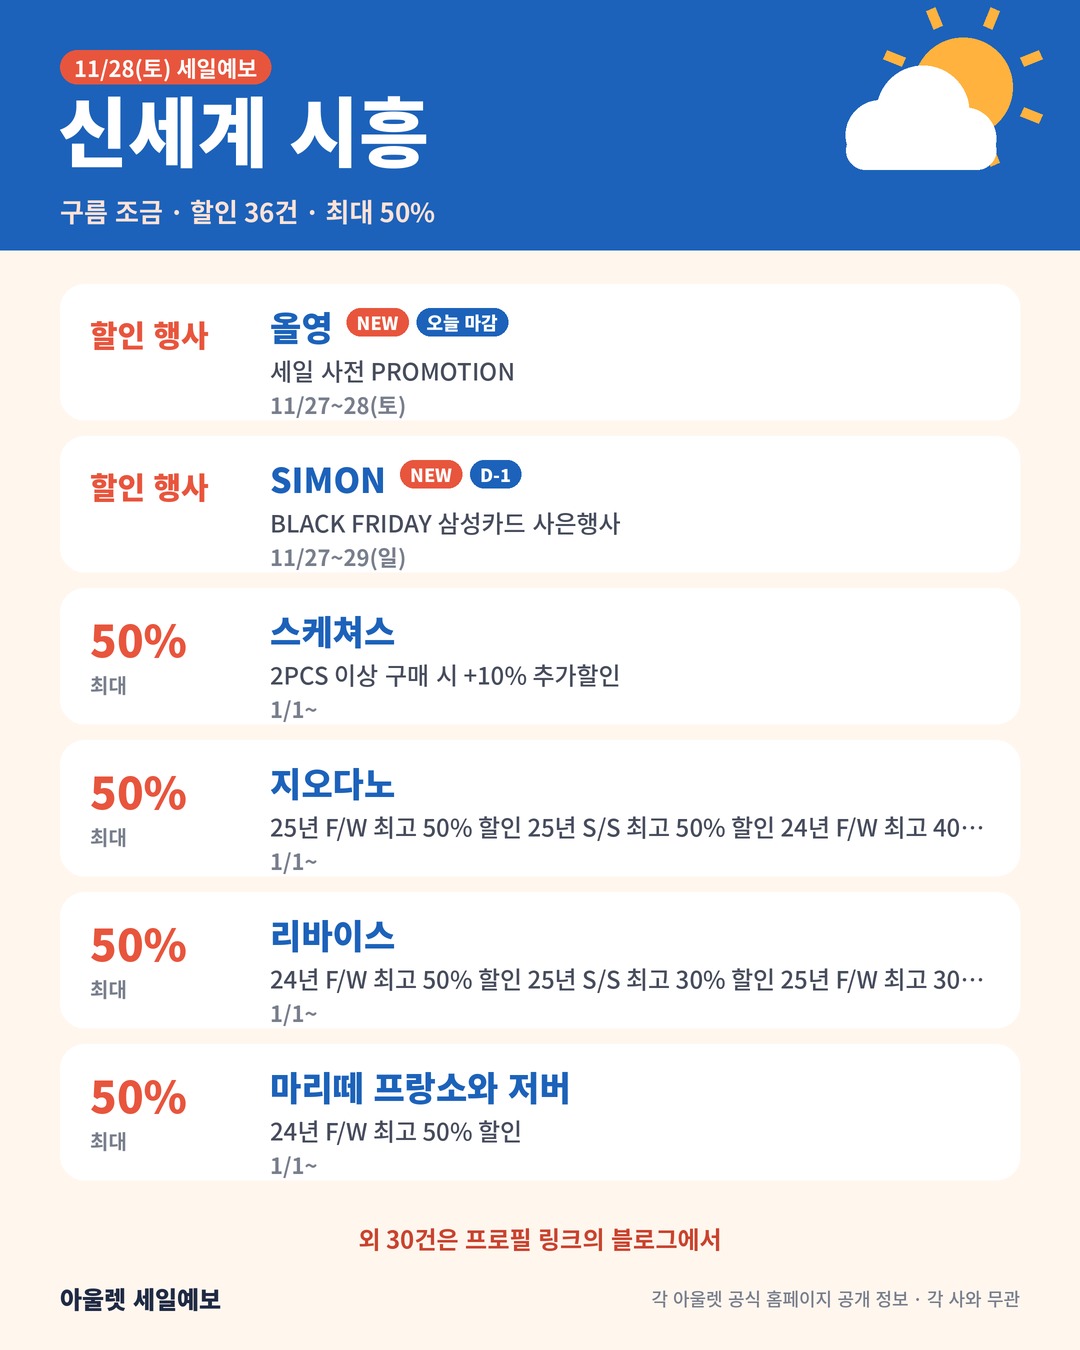 11/28(토) 세일예보
신세계 시흥
구름 조금 · 할인 36건 · 최대 50%
할인 행사
올영 NEW 오늘 마감
세일 사전 PROMOTION
11/27~28(토)
할인 행사
SIMON NEW D-1
BLACK FRIDAY 삼성카드 사은행사
11/27~29(일)
50%
최대
스케쳐스
2PCS 이상 구매 시 +10% 추가할인
1/1~
50%
최대
지오다노
25년 F/W 최고 50% 할인 25년 S/S 최고 50% 할인 24년 F/W 최고 40…
1/1~
50%
최대
리바이스
24년 F/W 최고 50% 할인 25년 S/S 최고 30% 할인 25년 F/W 최고 30…
1/1~
50%
최대
마리떼 프랑소와 저버
24년 F/W 최고 50% 할인
1/1~
외 30건은 프로필 링크의 블로그에서
아울렛 세일예보
각 아울렛 공식 홈페이지 공개 정보 · 각 사와 무관